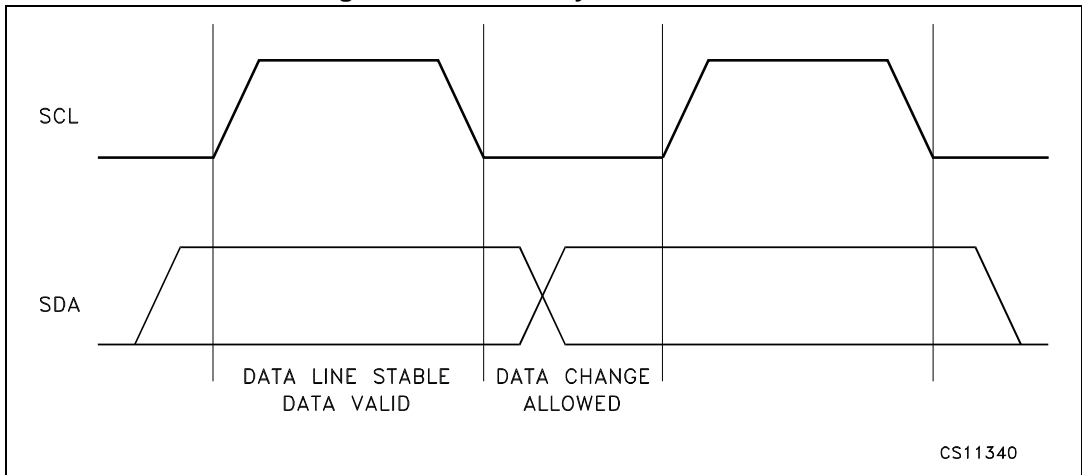 SCL
SDA
DATA LINE STABLE
DATA VALID
DATA CHANGE
ALLOWED
CS11340